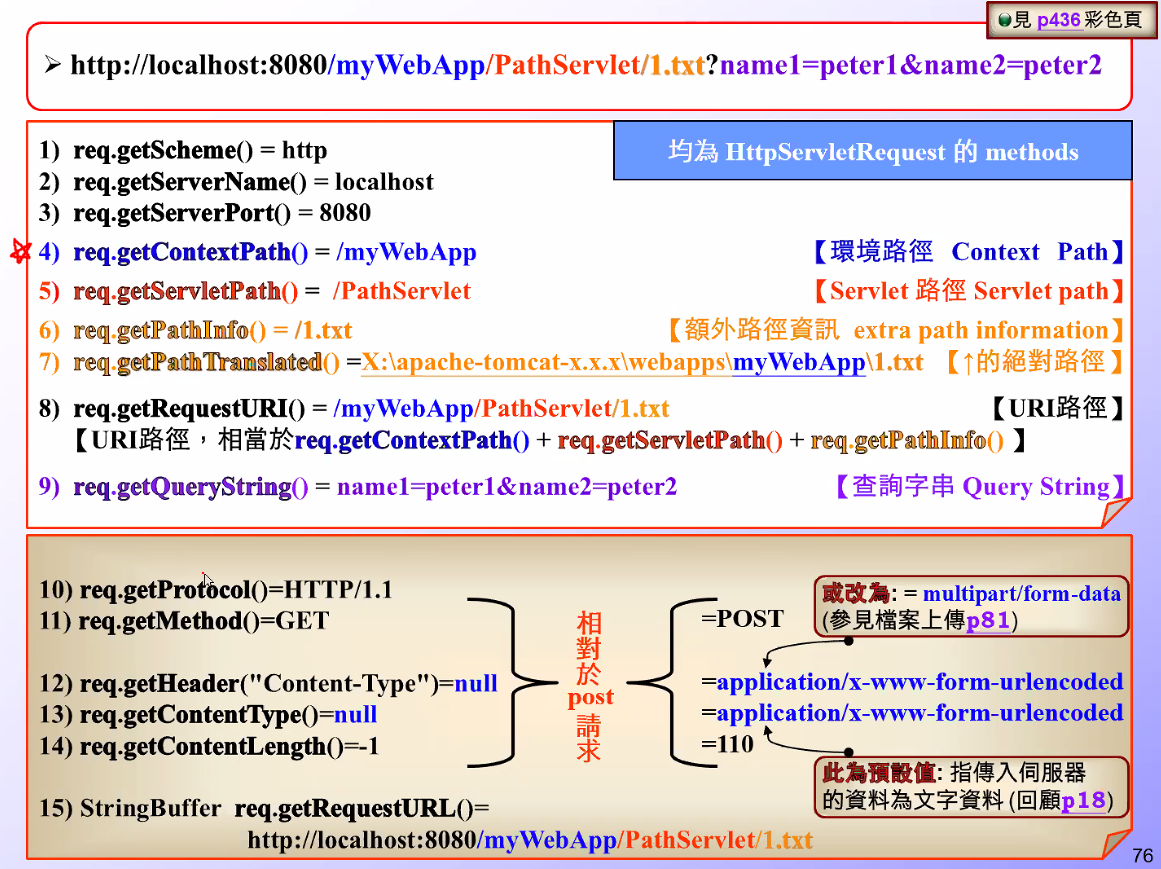 見 p436彩色頁
➢ http://localhost:8080/myWebApp/PathServlet/1.txt?name1=peter1&name2=peter2
均為 HttpServletRequest 的 methods
1) req.getScheme() = http
2) req.getServerName() = localhost
3) req.getServerPort() = 8080
4) req.getContextPath() = /myWebApp 【環境路徑 Context Path】
5) req.getServletPath() = /PathServlet 【Servlet 路徑 Servlet path】
6) req.getPathInfo() = /1.txt 【額外路徑資訊 extra path information】
7) req.getPathTranslated() =X:\apache-tomcat-x.x.x\webapps\myWebApp\1.txt 【↑的絕對路徑】
8) req.getRequestURI() = /myWebApp/PathServlet/1.txt 【URI路徑】
【URI路徑，相當於req.getContextPath() + req.getServletPath() + req.getPathInfo() 】
9) req.getQueryString() = name1=peter1&name2=peter2 【查詢字串 Query String】
10) req.getProtocol()=HTTP/1.1
11) req.getMethod()=GET
12) req.getHeader("Content-Type")=null
13) req.getContentType()=null
14) req.getContentLength()=-1
相
對
於
post
請
求
=POST
=application/x-www-form-urlencoded
=application/x-www-form-urlencoded
=110
或改為: = multipart/form-data
(參見檔案上傳p81)
此為預設值: 指傳入伺服器
的資料為文字資料 (回顧p18)
15) StringBuffer req.getRequestURL()=
http://localhost:8080/myWebApp/PathServlet/1.txt
76